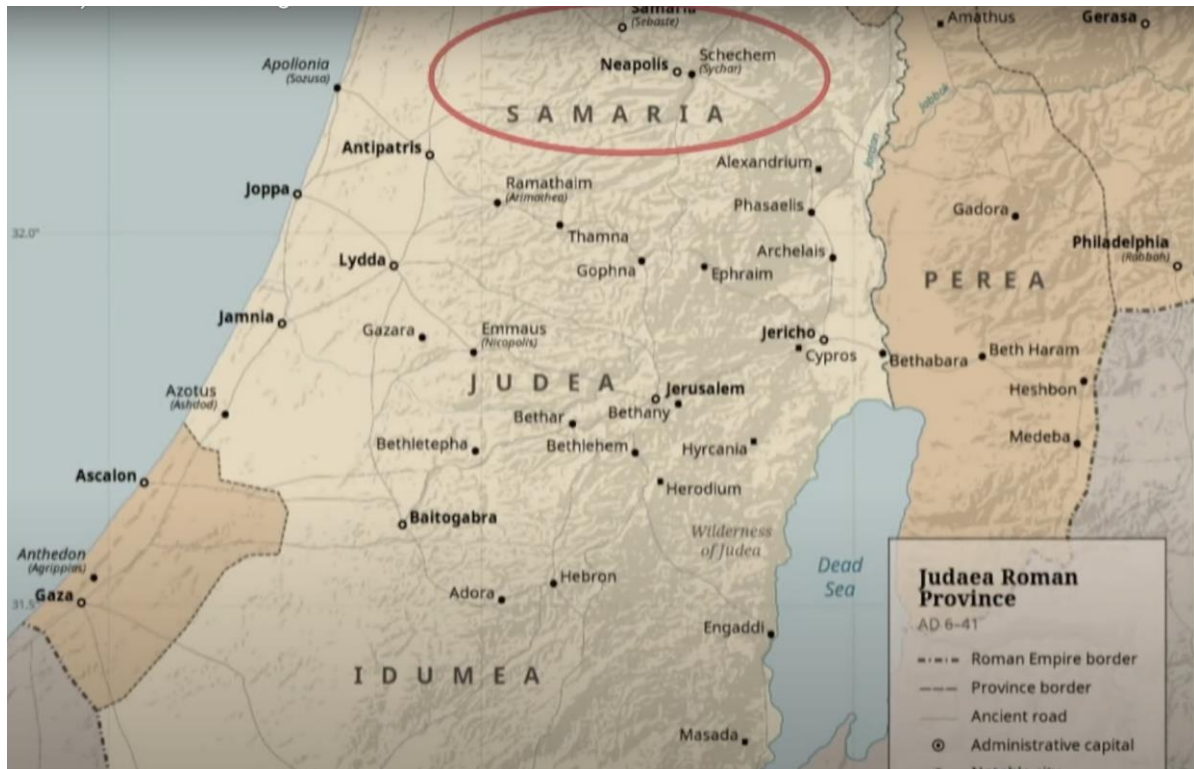 Samaria
(Sebaste)
Amathus
Gerasa
Apollonia
(Sozusa)
Neapolis
Schechem
(Sychar)
Jabbok
SAMARIA
Antipatris
Jordan
Alexandrium
Joppa
Ramathaim
(Arimathea)
Phasaelis
Gadora
32.0°
Thamna
Philadelphia
(Rabbah)
Lydda
Archelais
Gophna
Ephraim
PEREA
Jamnia
Gazara
Emmaus
(Nicopolis)
Jericho
Cypros
Bethabara
Beth Haram
JUDEA
Jerusalem
Heshbon
Azotus
(Ashdod)
Bethany
Bethar
Medeba
Bethletepha
Bethlehem
Hyrcania
Ascalon
Herodium
Baitogabra
Wilderness
of Judea
Anthedon
(Agrippias)
Dead
Sea
Hebron
Gaza
31.5°
Adora
Engaddi
IDUMEA
Masada
Judaea Roman
Province
AD 6-41
Roman Empire border
Province border
Ancient road
Administrative capital